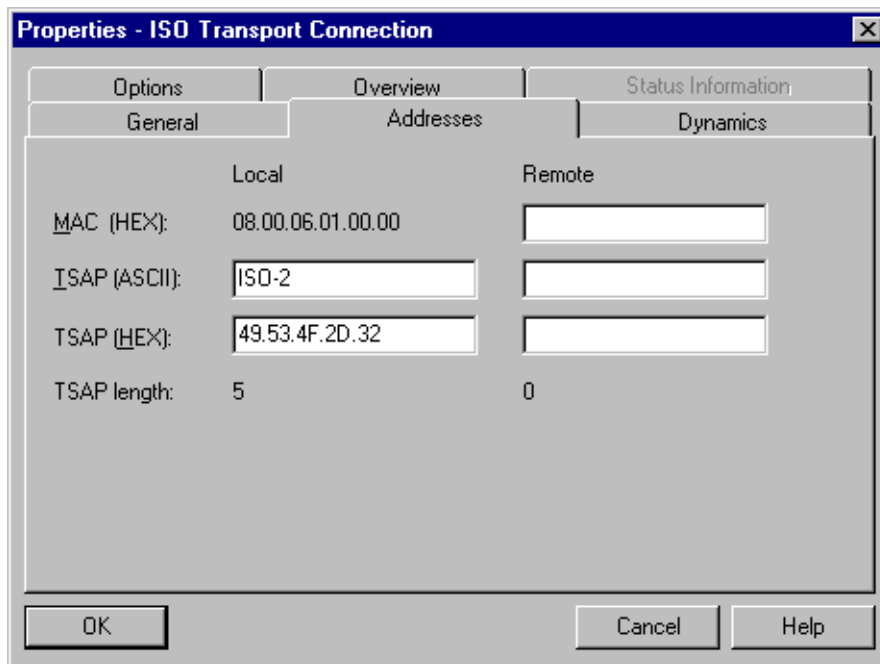 Properties - ISO Transport Connection
Options Overview Status Information
General Addresses Dynamics
Local Remote
MAC (HEX): 08.00.06.01.00.00
TSAP (ASCII): ISO-2
TSAP (HEX): 49.53.4F.2D.32
TSAP length: 5 0
OK Cancel Help